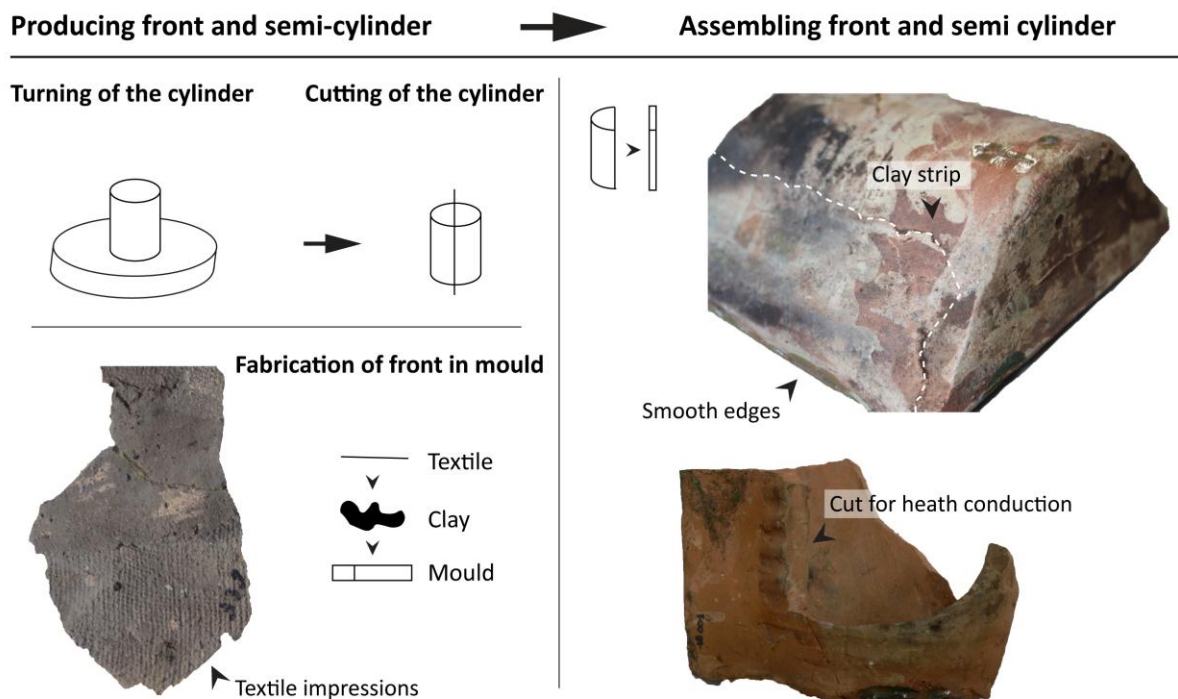 Producing front and semi-cylinder
Assembling front and semi cylinder
Turning of the cylinder
Cutting of the cylinder
Fabrication of front in mould
Textile
Clay
Mould
Textile impressions
Clay strip
Smooth edges
Cut for heath conduction